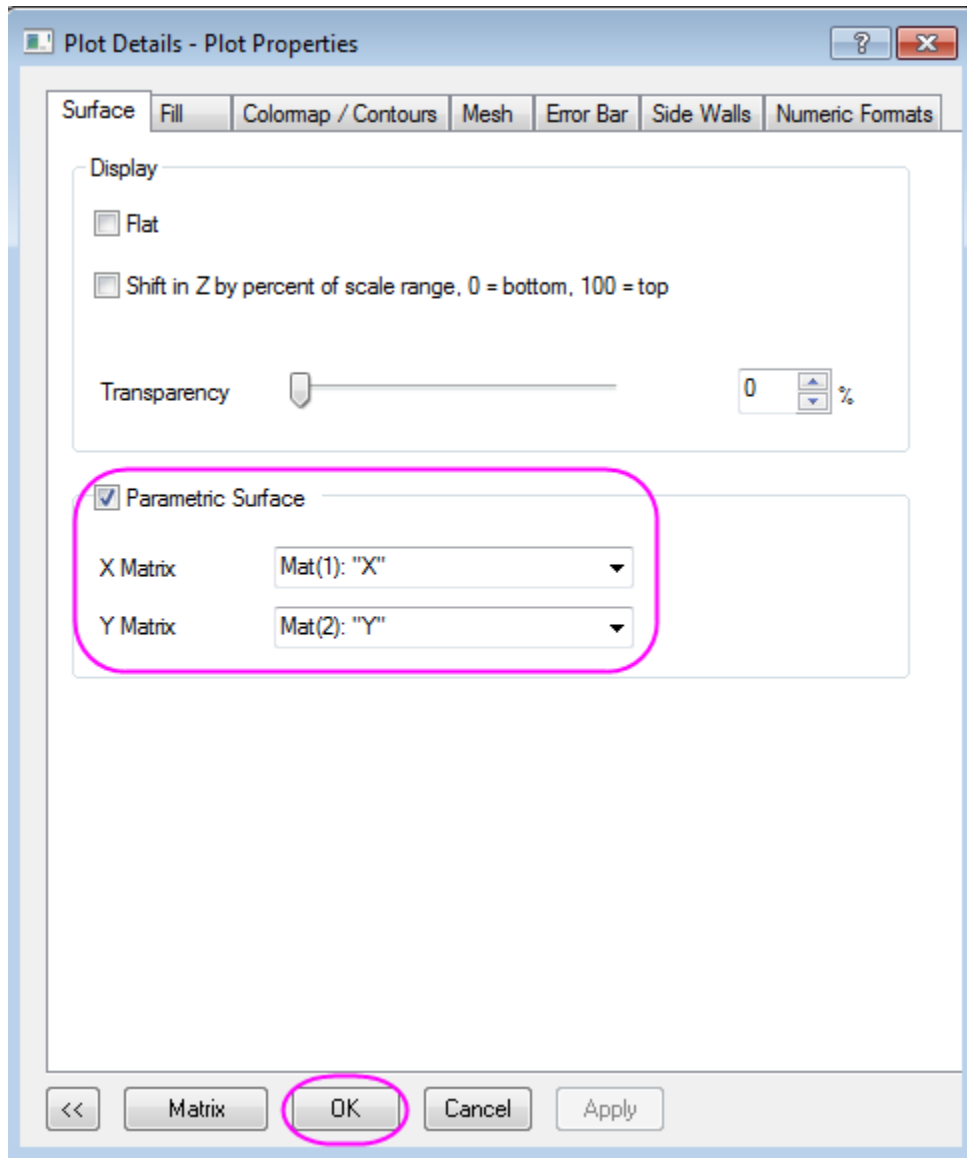 Plot Details - Plot Properties
?
Surface Fill Colormap / Contours Mesh Error Bar Side Walls Numeric Formats
Display
Flat
Shift in Z by percent of scale range, 0 = bottom, 100 = top
Transparency 0 %
Parametric Surface
X Matrix Mat(1): "X"
Y Matrix Mat(2): "Y"
<< Matrix OK Cancel Apply